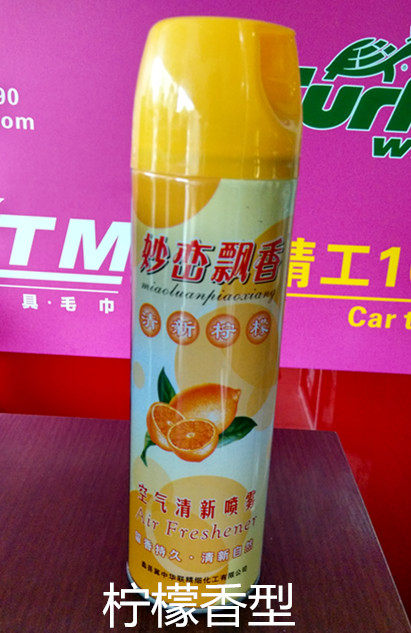 90
om
Turt
W
TM
具·毛巾
精工1
Car t
妙峦飘香
miaoluanpiaoxiang
清新柠檬
空气清新喷雾
Air Freshener
留香持久·清新自然
柠檬香型